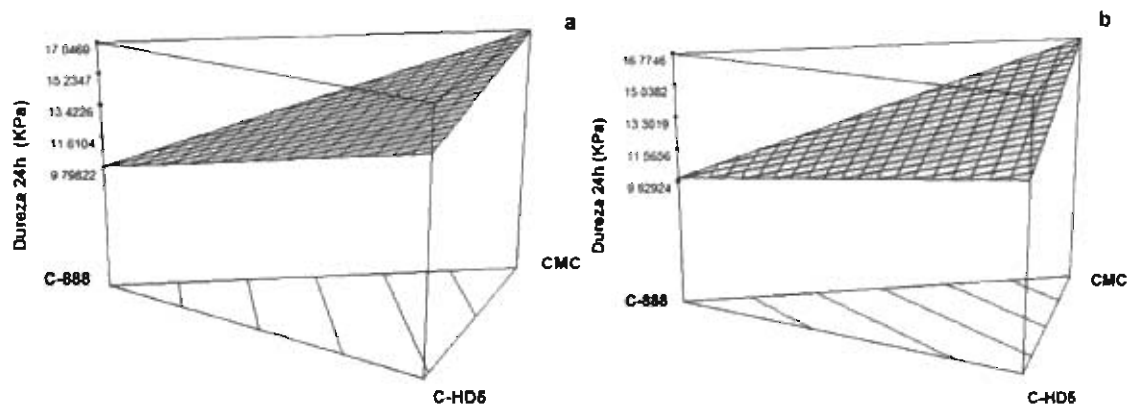 a
17 6469
15 2347
13 4226
11 6104
9 79822
Dureza 24h (KPa)
C-888
CMC
C-HD5
b
16 7746
15 0382
13 3019
11 5656
9 82924
Dureza 24h (KPa)
C-888
CMC
C-HD5